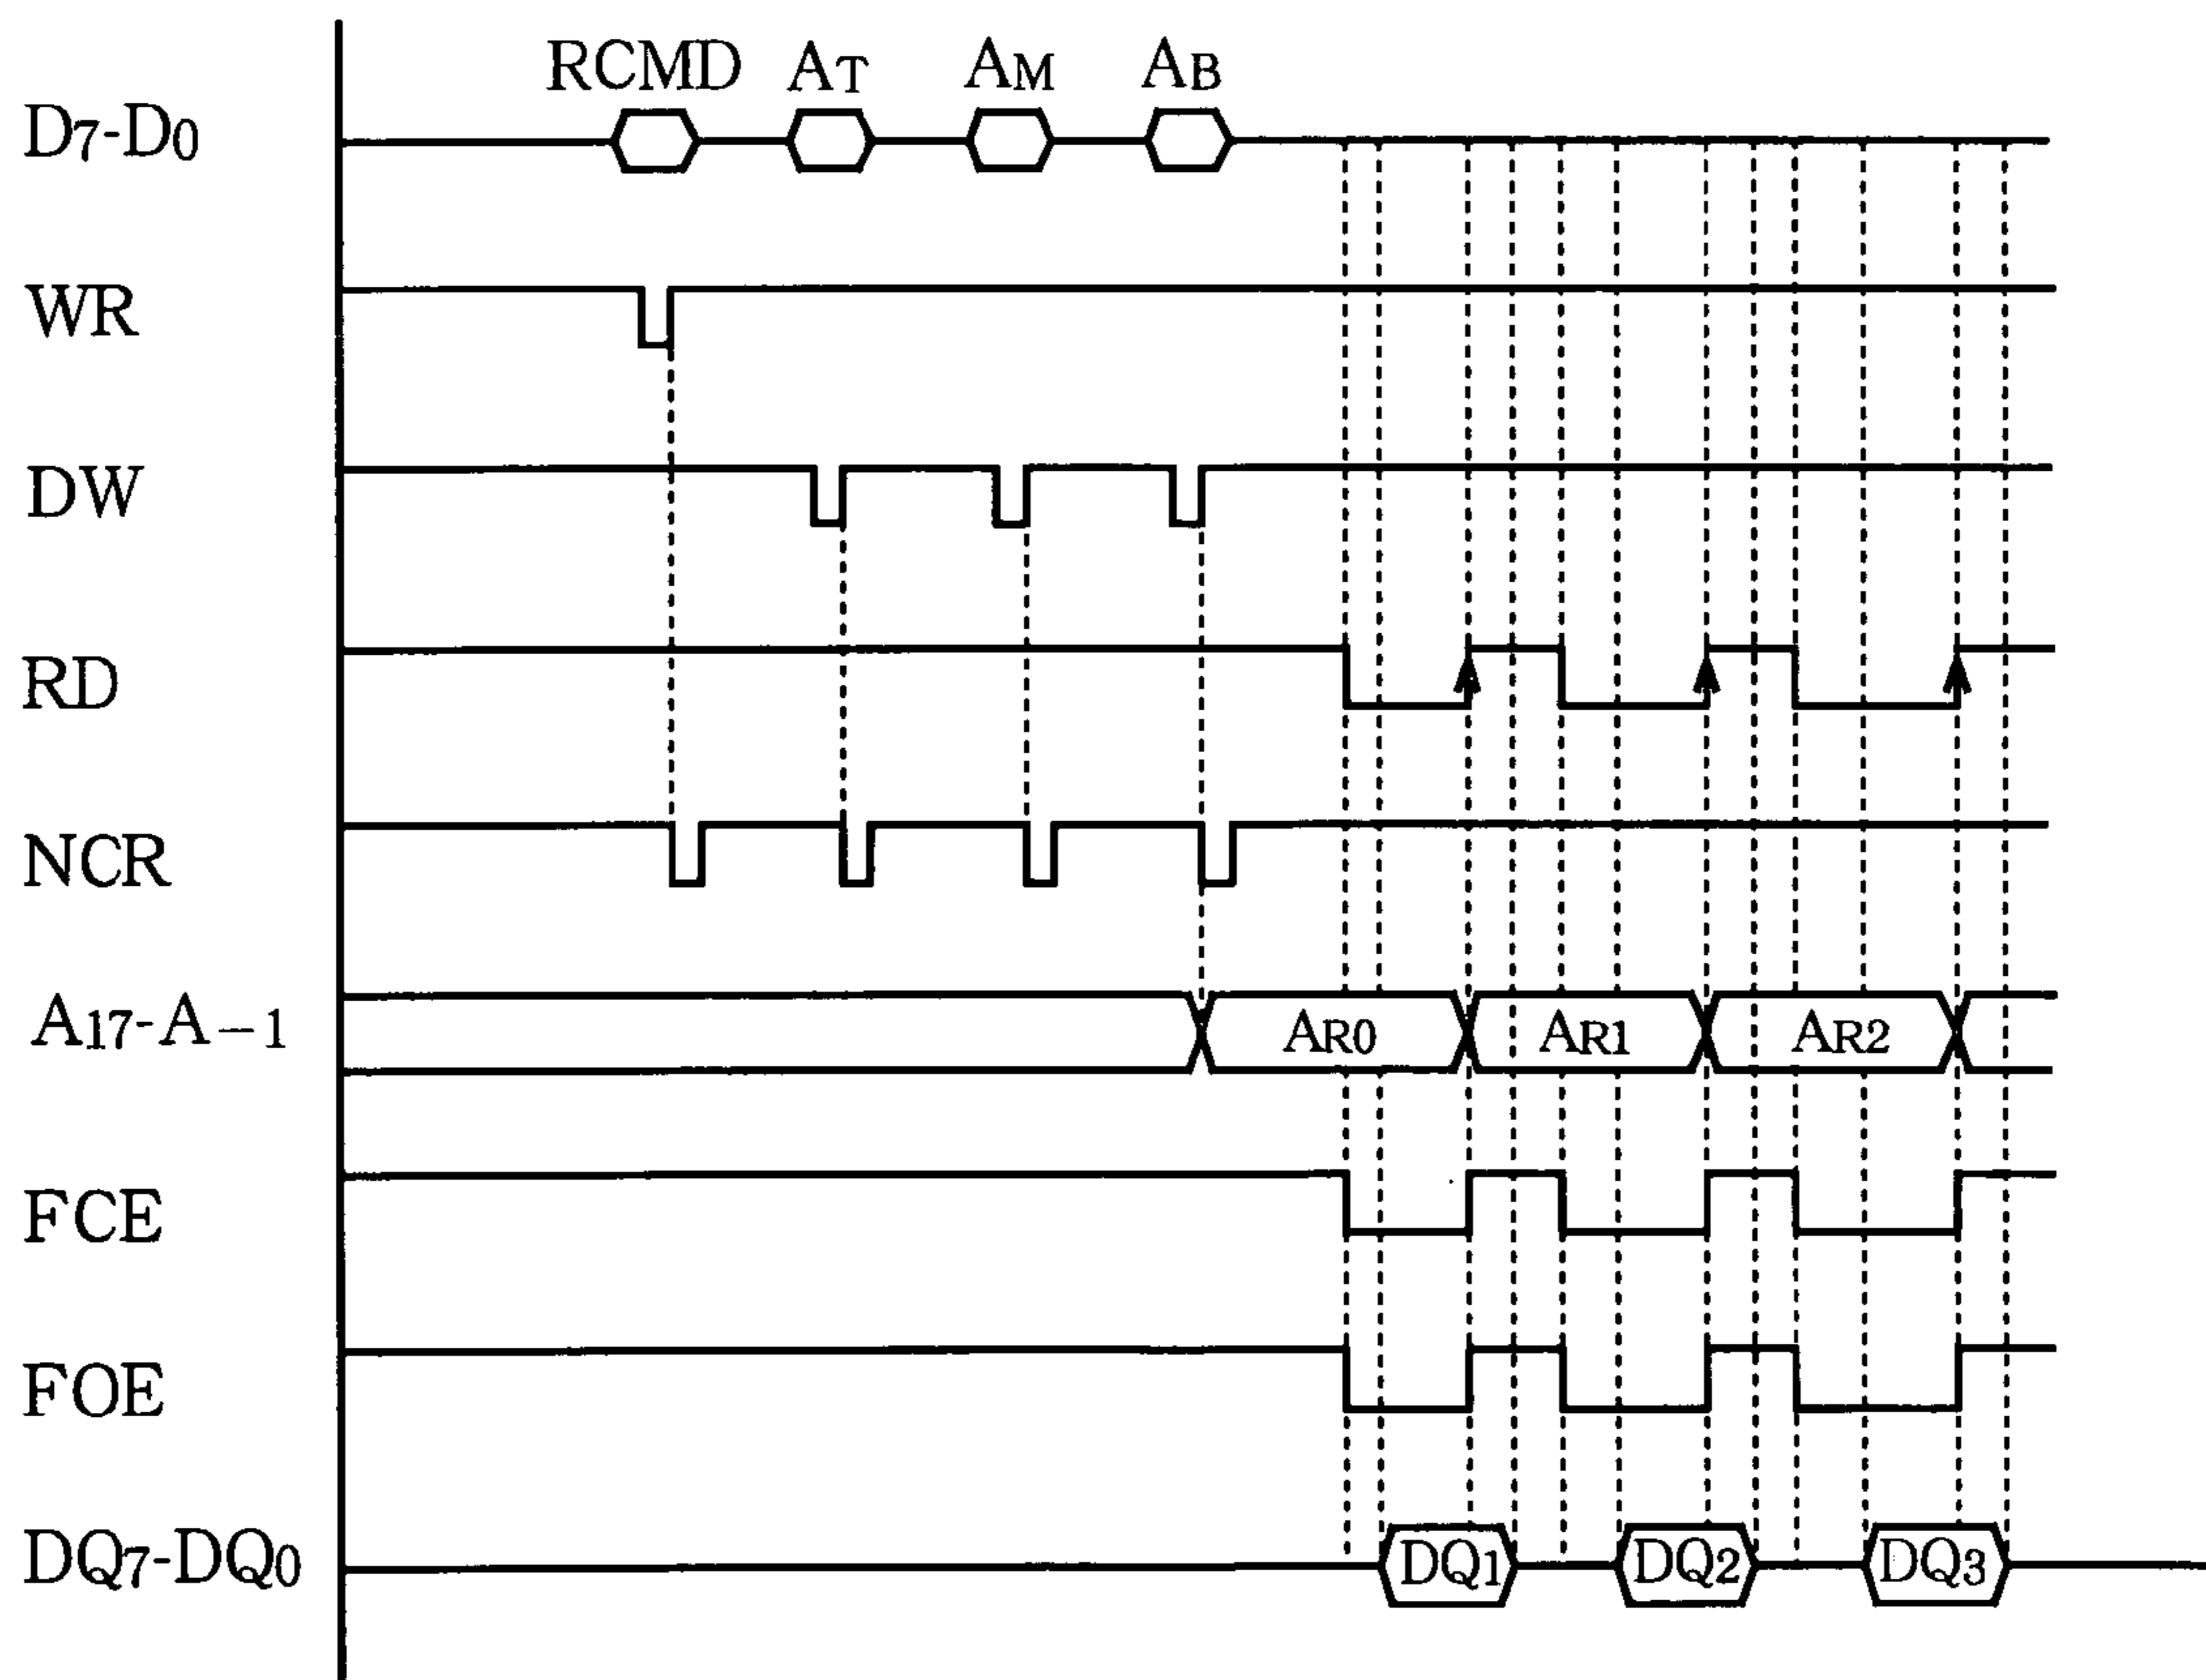 RCMD AT AM AB
D7-D0
WR
DW
RD
NCR
A17-A-1 AR0 AR1 AR2
FCE
FOE
DQ7-DQ0 DQ1 DQ2 DQ3